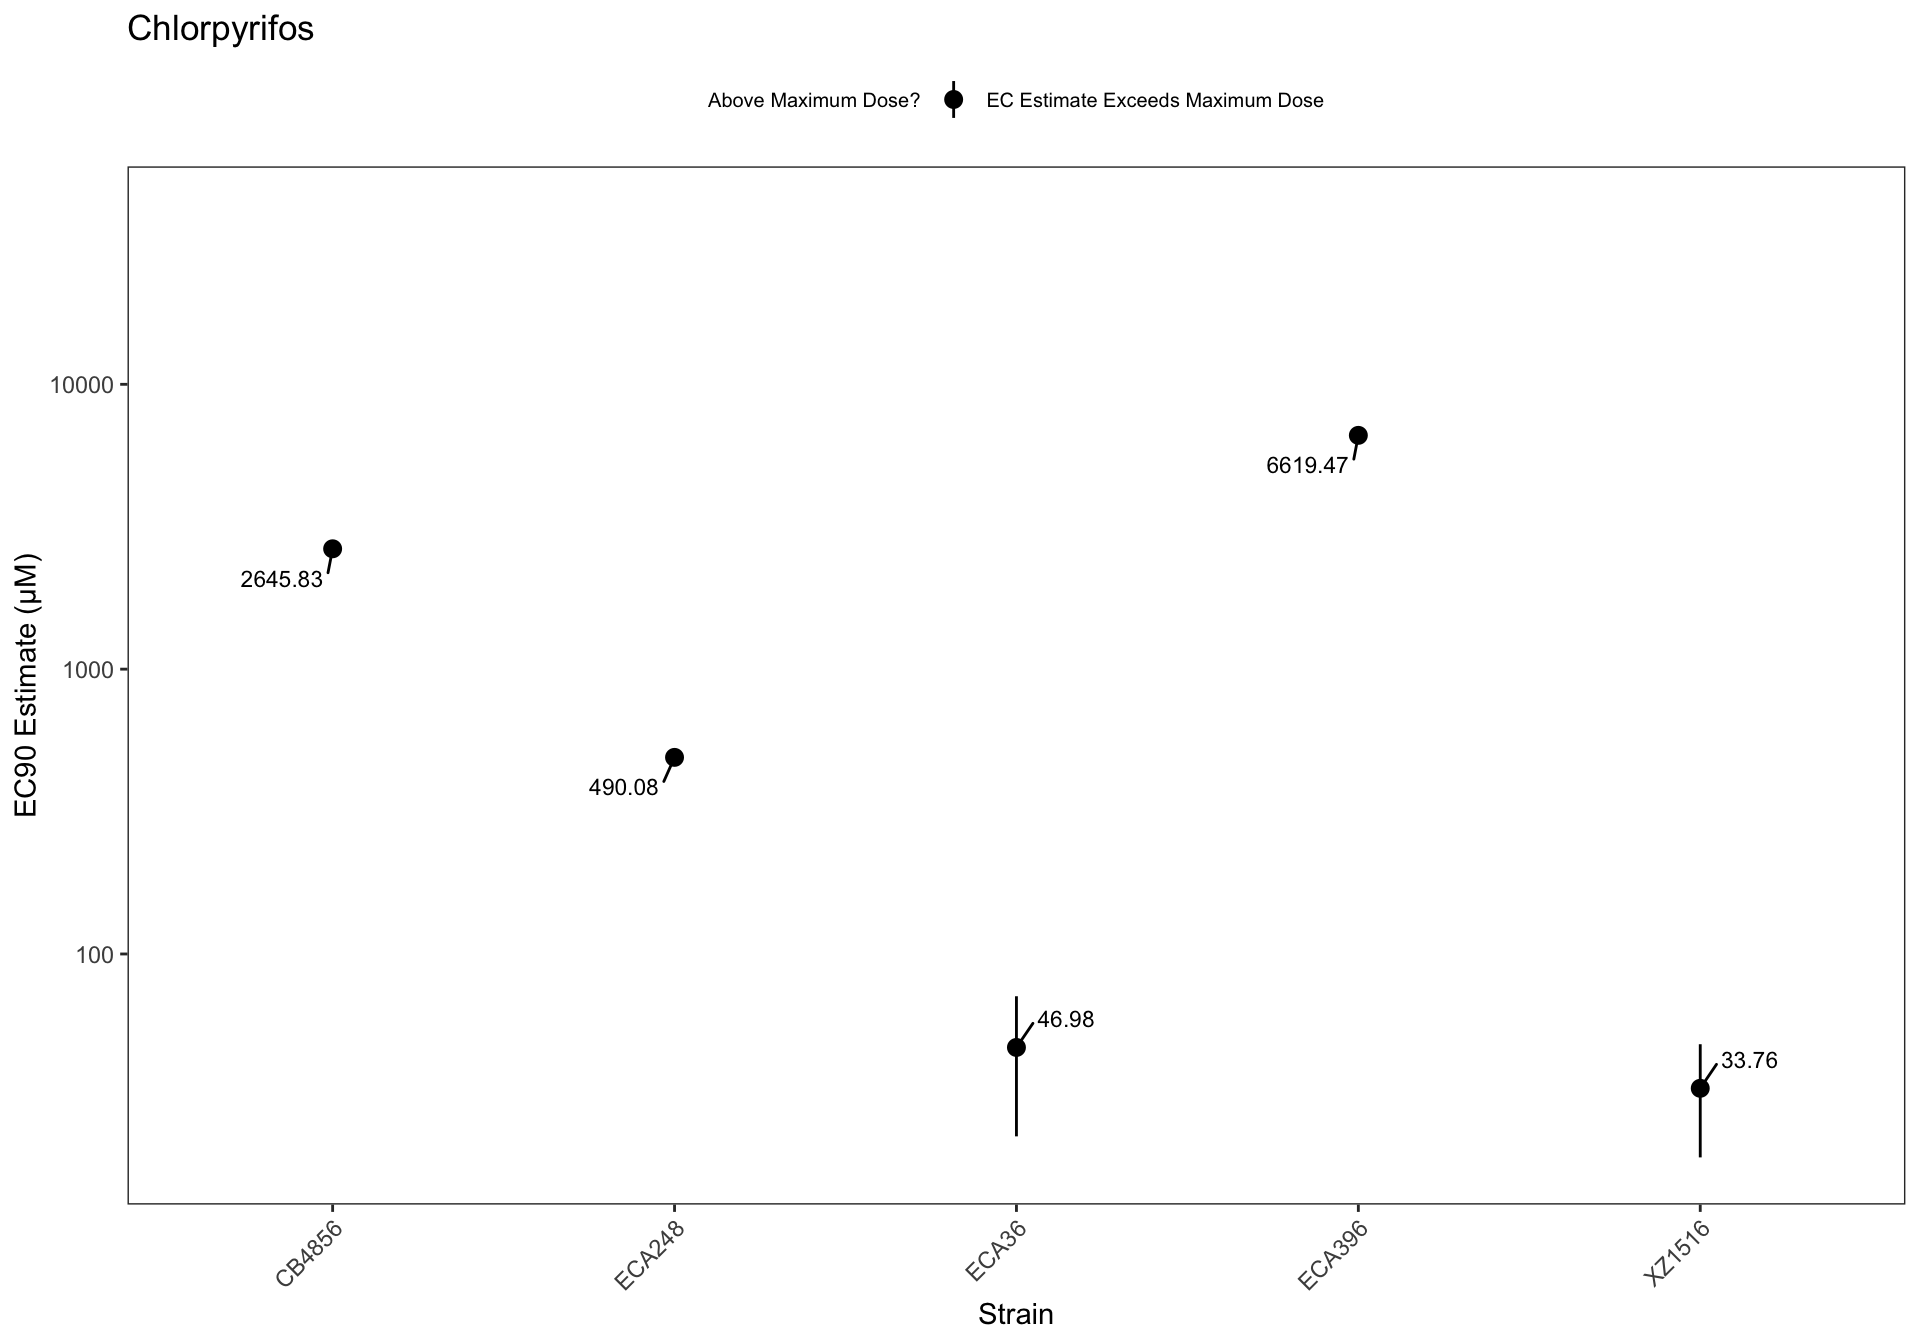 Chlorpyrifos
Above Maximum Dose? EC Estimate Exceeds Maximum Dose
EC90 Estimate (μM)
10000
1000
100
2645.83
490.08
46.98
6619.47
33.76
CB4856
ECA248
ECA36
ECA396
XZ1516
Strain